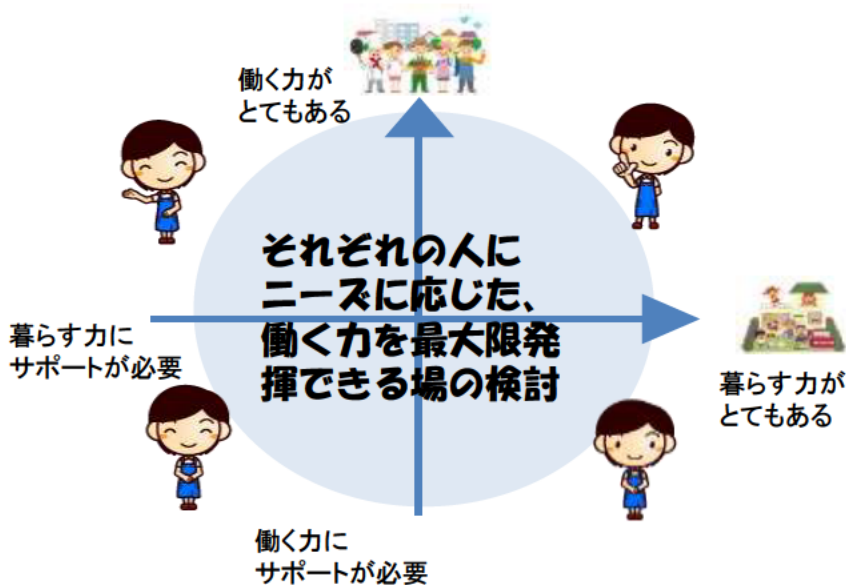 働く力が
とてもある
それぞれの人に
ニーズに応じた、
働く力を最大限発
揮できる場の検討
暮らす力に
サポートが必要
暮らす力が
とてもある
働く力に
サポートが必要